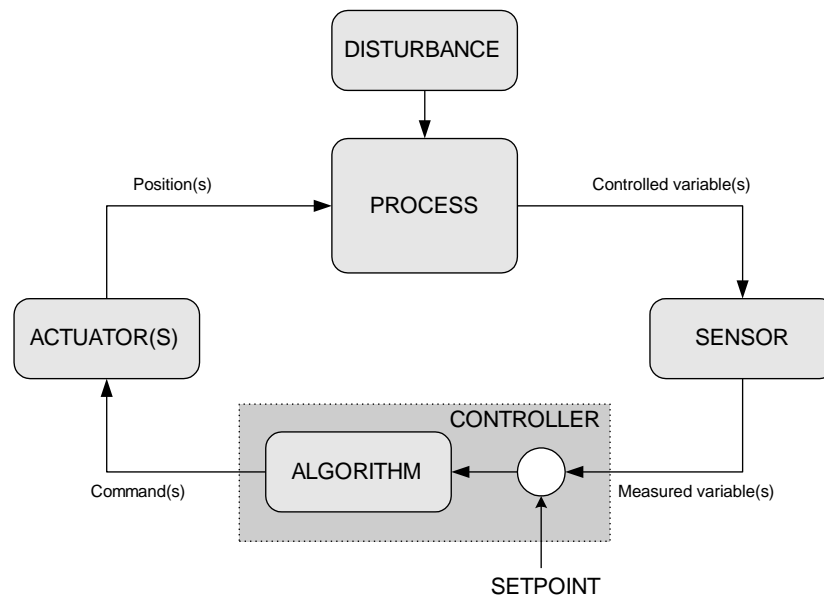 DISTURBANCE
Position(s)
Controlled variable(s)
PROCESS
ACTUATOR(S)
SENSOR
CONTROLLER
ALGORITHM
Command(s)
Measured variable(s)
SETPOINT